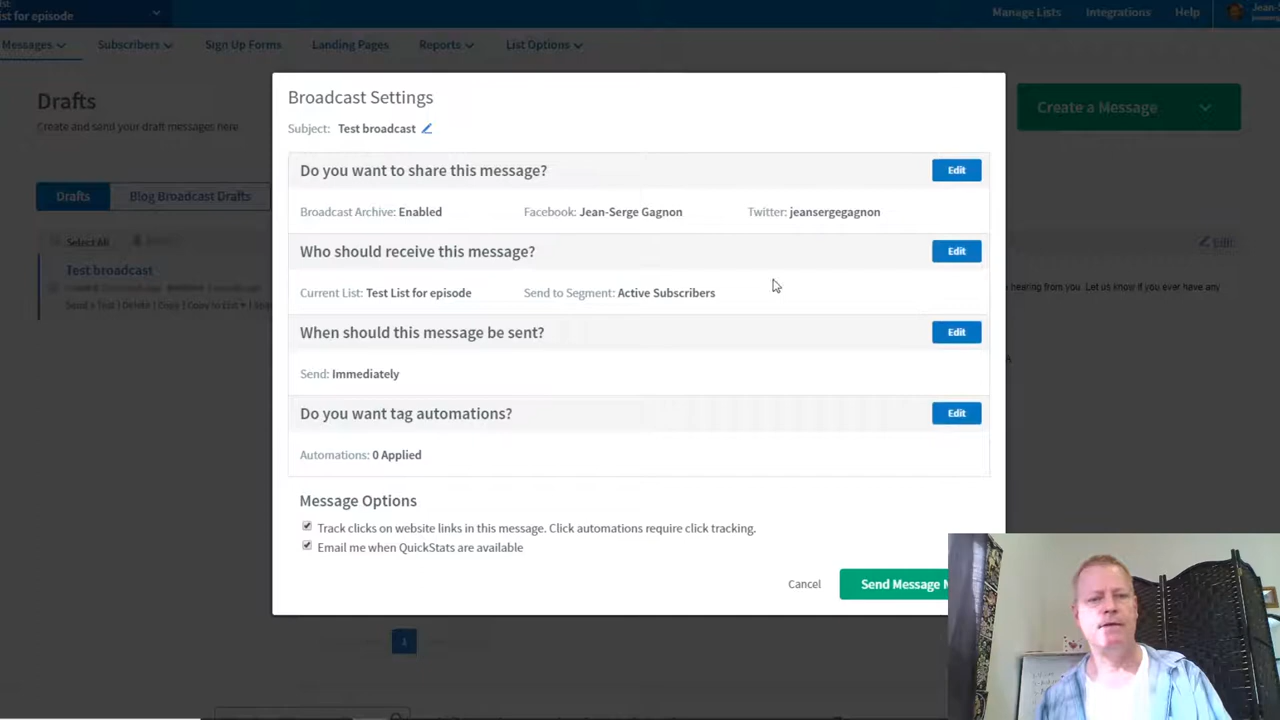 ist for episode
Manage Lists Integrations Help Jean-S
Messages Subscribers Sign Up Forms Landing Pages Reports List Options
Drafts
Create and send your draft messages here
Create a Message
Drafts Blog Broadcast Drafts
Select All
Edit
Test broadcast
hearing from you. Let us know if you ever have any
Send a Test | Delete | Copy | Copy to List
Broadcast Settings
Subject: Test broadcast
Do you want to share this message? Edit
Broadcast Archive: Enabled Facebook: Jean-Serge Gagnon Twitter: jeansergegagnon
Who should receive this message? Edit
Current List: Test List for episode Send to Segment: Active Subscribers
When should this message be sent? Edit
Send: Immediately
Do you want tag automations? Edit
Automations: 0 Applied
Message Options
Track clicks on website links in this message. Click automations require click tracking.
Email me when QuickStats are available
Cancel Send Message N
1